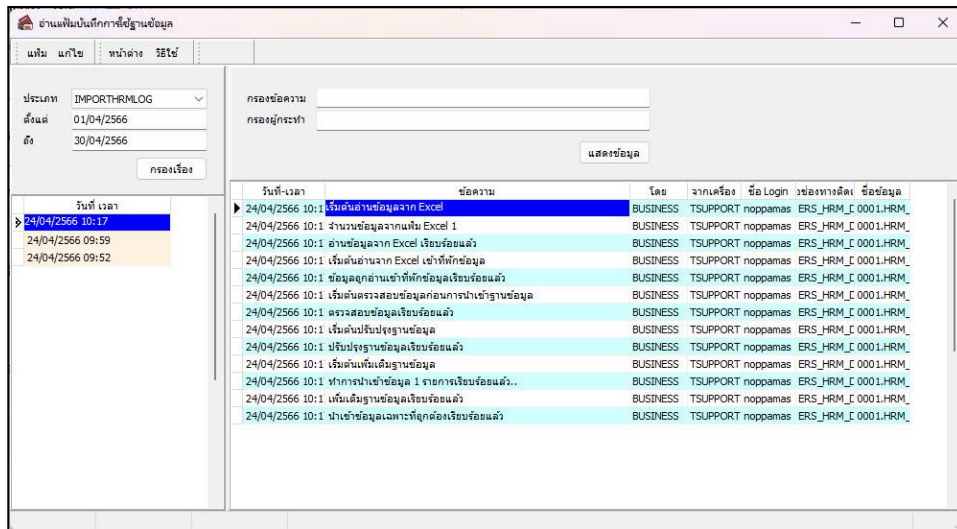 อ่านแฟ้มบันทึกการใช้ฐานข้อมูล
แฟ้ม แก้ไข หน้าต่าง วิธีใช้
ประเภท IMPORTHRMLOG
ตั้งแต่ 01/04/2566
ถึง 30/04/2566
กรองเรื่อง
กรองข้อความ
กรองผู้กระทำ
แสดงข้อมูล
วันที่ เวลา
24/04/2566 10:17
24/04/2566 09:59
24/04/2566 09:52
วันที่-เวลา ข้อความ โดย จากเครื่อง ชื่อ Login ชื่อข้อมูล
24/04/2566 10:1 เริ่มต้นอ่านข้อมูลจาก Excel BUSINESS TSUPPORT noppamas ERS_HRM_D 0001.HRM_
24/04/2566 10:1 จำนวนข้อมูลจากแฟ้ม Excel 1 BUSINESS TSUPPORT noppamas ERS_HRM_D 0001.HRM_
24/04/2566 10:1 อ่านข้อมูลจาก Excel เรียบร้อยแล้ว BUSINESS TSUPPORT noppamas ERS_HRM_D 0001.HRM_
24/04/2566 10:1 เริ่มต้นอ่านจาก Excel เข้าที่พักข้อมูล BUSINESS TSUPPORT noppamas ERS_HRM_D 0001.HRM_
24/04/2566 10:1 ข้อมูลถูกอ่านเข้าที่พักข้อมูลเรียบร้อยแล้ว BUSINESS TSUPPORT noppamas ERS_HRM_D 0001.HRM_
24/04/2566 10:1 เริ่มต้นตรวจสอบข้อมูลก่อนการนำเข้าฐานข้อมูล BUSINESS TSUPPORT noppamas ERS_HRM_D 0001.HRM_
24/04/2566 10:1 ตรวจสอบข้อมูลเรียบร้อยแล้ว BUSINESS TSUPPORT noppamas ERS_HRM_D 0001.HRM_
24/04/2566 10:1 เริ่มต้นปรับปรุงฐานข้อมูล BUSINESS TSUPPORT noppamas ERS_HRM_D 0001.HRM_
24/04/2566 10:1 ปรับปรุงฐานข้อมูลเรียบร้อยแล้ว BUSINESS TSUPPORT noppamas ERS_HRM_D 0001.HRM_
24/04/2566 10:1 เริ่มต้นเพิ่มเติมฐานข้อมูล BUSINESS TSUPPORT noppamas ERS_HRM_D 0001.HRM_
24/04/2566 10:1 ทำการนำเข้าข้อมูล 1 รายการเรียบร้อยแล้ว.. BUSINESS TSUPPORT noppamas ERS_HRM_D 0001.HRM_
24/04/2566 10:1 เพิ่มเติมฐานข้อมูลเรียบร้อยแล้ว BUSINESS TSUPPORT noppamas ERS_HRM_D 0001.HRM_
24/04/2566 10:1 นำเข้าข้อมูลเฉพาะที่ถูกต้องเรียบร้อยแล้ว BUSINESS TSUPPORT noppamas ERS_HRM_D 0001.HRM_